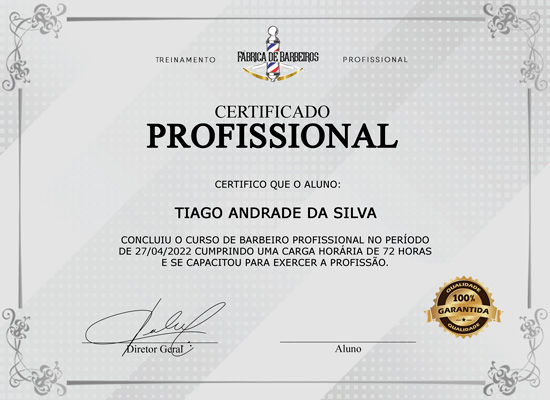 TREINAMENTO FÁBRICA DE BARBEIROS PROFISSIONAL
CERTIFICADO
PROFISSIONAL
CERTIFICO QUE O ALUNO:
TIAGO ANDRADE DA SILVA
CONCLUIU O CURSO DE BARBEIRO PROFISSIONAL NO PERÍODO
DE 27/04/2022 CUMPRINDO UMA CARGA HORÁRIA DE 72 HORAS
E SE CAPACITOU PARA EXERCER A PROFISSÃO.
QUALIDADE
100%
GARANTIDA
QUALIDADE
Diretor Geral
Aluno